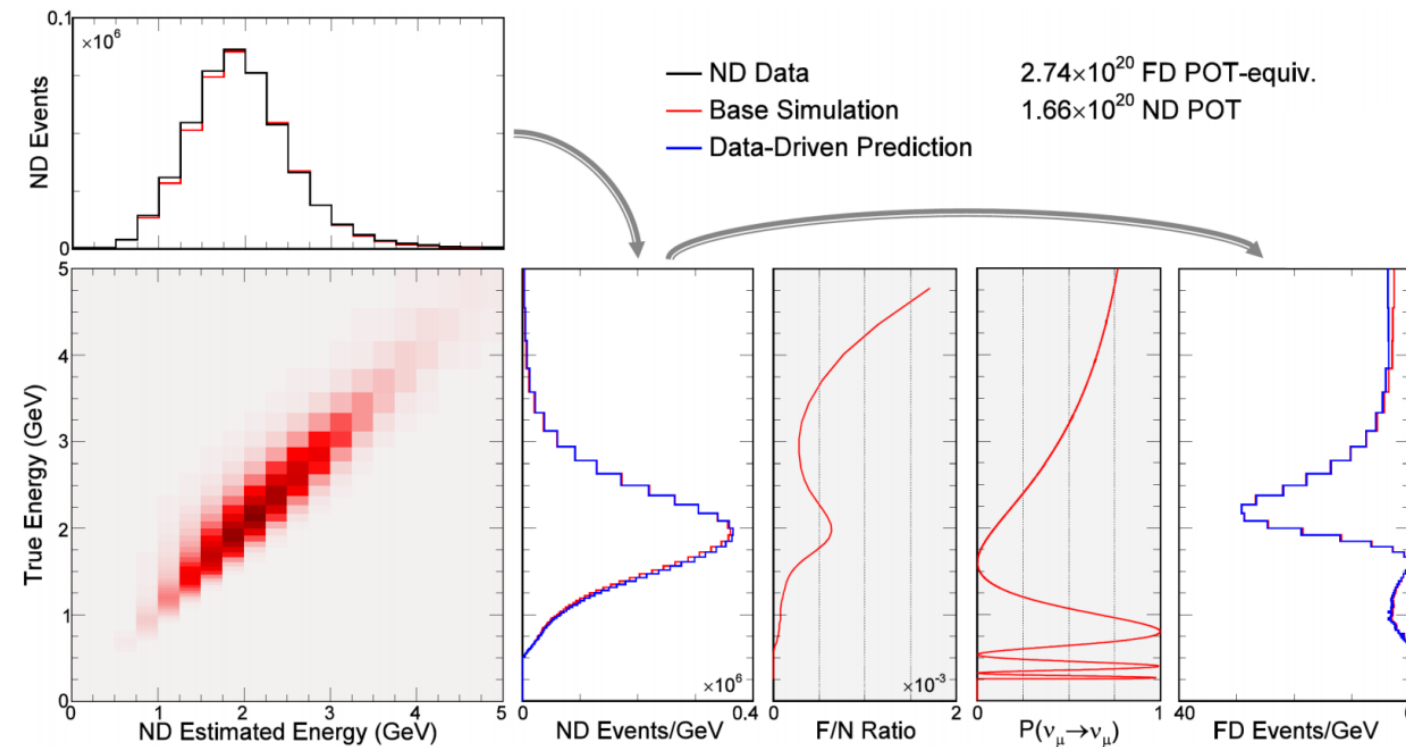 0.1
×10⁶
ND Events
0
ND Data
2.74×10²⁰ FD POT-equiv.
Base Simulation
1.66×10²⁰ ND POT
Data-Driven Prediction
True Energy (GeV)
5
4
3
2
1
0
0 1 2 3 4 5
ND Estimated Energy (GeV)
×10⁶
0 0.4
ND Events/GeV
×10⁻³
0 2
F/N Ratio
0 1
P(νμ→νμ)
40
FD Events/GeV